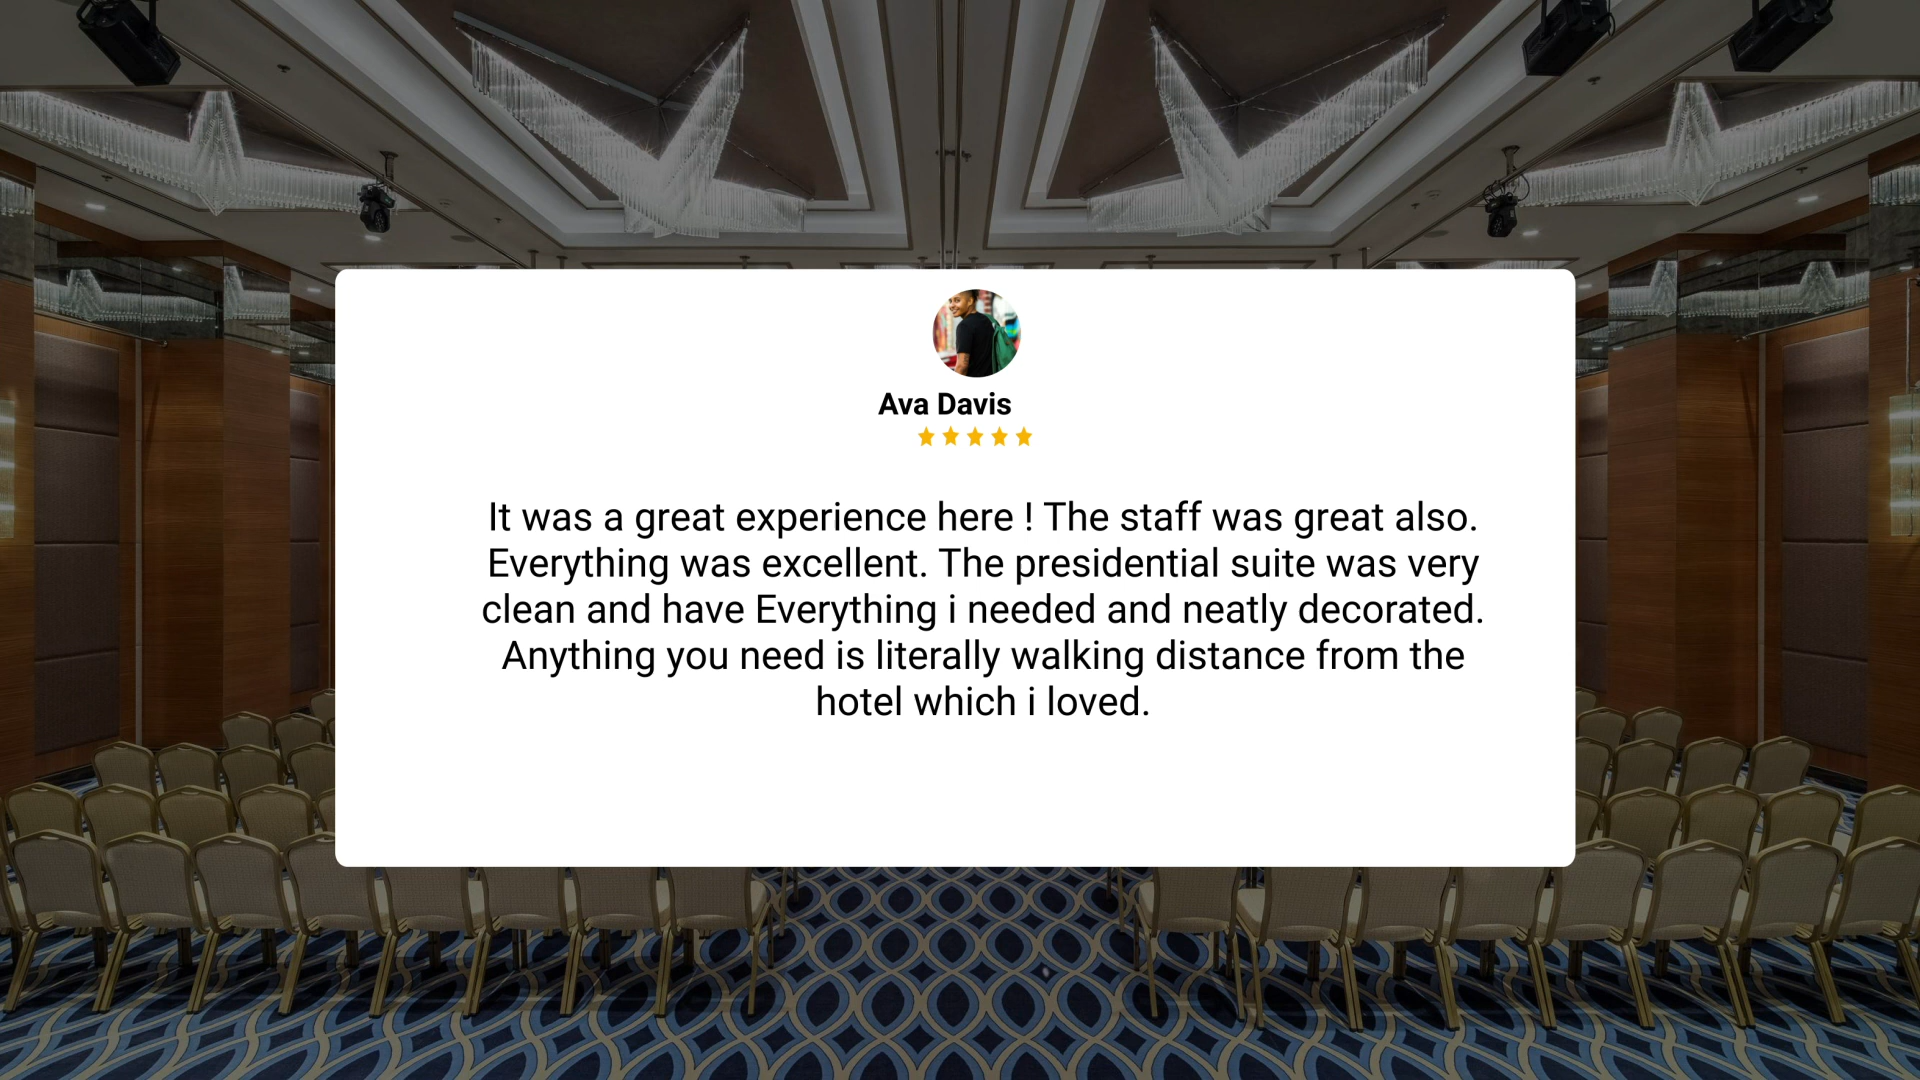 Ava Davis
It was a great experience here ! The staff was great also.
Everything was excellent. The presidential suite was very
clean and have Everything i needed and neatly decorated.
Anything you need is literally walking distance from the
hotel which i loved.